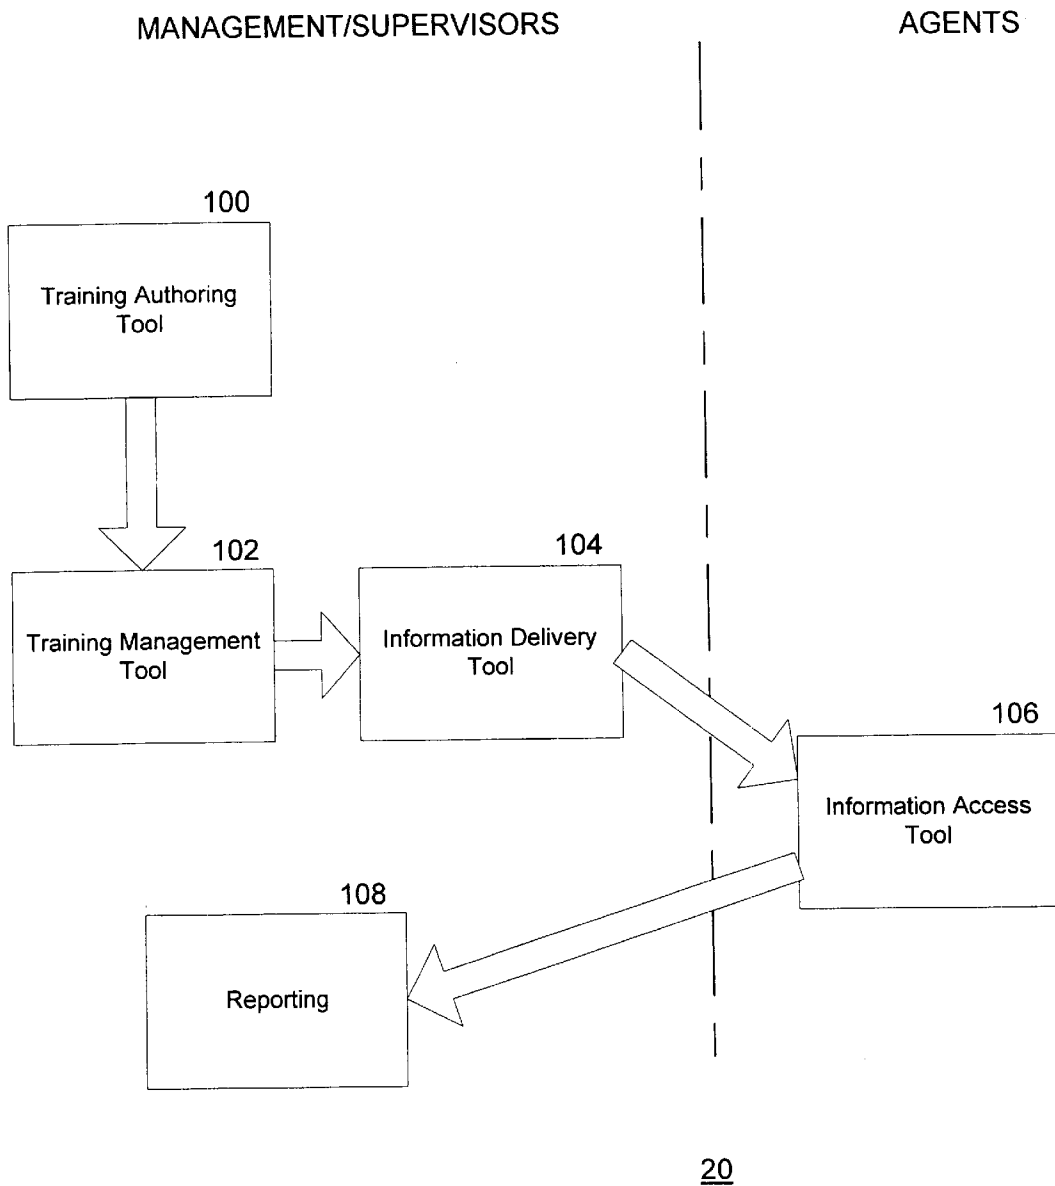 MANAGEMENT/SUPERVISORS
AGENTS
100
Training Authoring
Tool
102
Training Management
Tool
104
Information Delivery
Tool
106
Information Access
Tool
108
Reporting
20